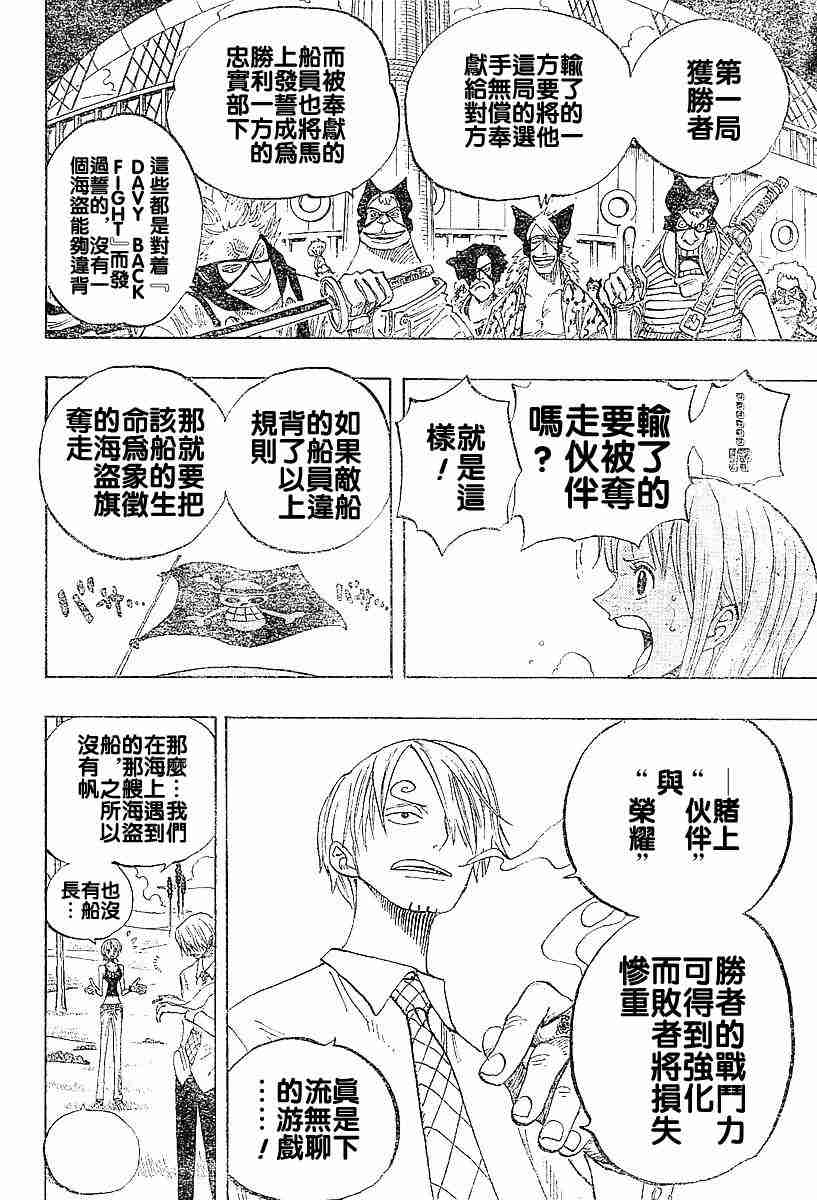 第一局
獲勝者
輸了的一
方要將他
這局的選
手無償奉
獻給對方
而被奉獻的
船員也將馬
上發誓成爲
勝利一方的
忠實部下
這些都是對着『
DAVY BACK
FIGHT』而發
過誓的，沒有一
個海盜能夠違背
輸了的
要被奪
走伙伴
嗎？
就是這
樣！
如果敵船
的船員違
背了以上
規則
那就要把
該船的生
命爲象徵
的海盜旗
奪走
バサ…
バサ…
—賭上
“伙伴”
與
“榮耀”
勝者的戰鬥力
可得到強化
而敗者將損失
慘重
真是下
流無聊
的游戲
……！
那麼…我們
在海上遇到
的那艘海盜
船，之所以
沒有帆
也沒
有船
長…